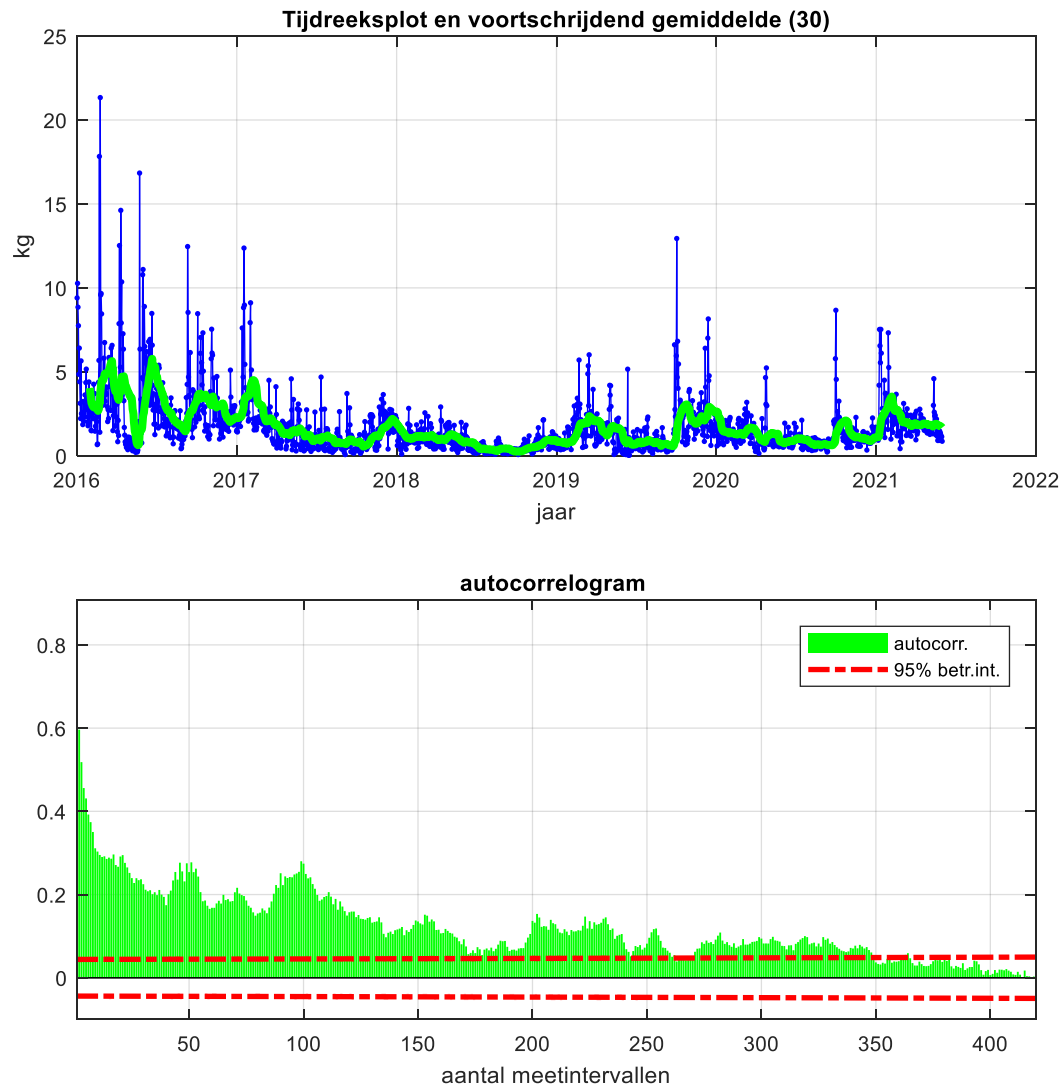 Tijdreeksplot en voortschrijdend gemiddelde (30)
25
20
15
10
5
0
kg
2016 2017 2018 2019 2020 2021 2022
jaar
autocorrelogram
0.8
0.6
0.4
0.2
0
autocorr.
95% betr.int.
50 100 150 200 250 300 350 400
aantal meetintervallen